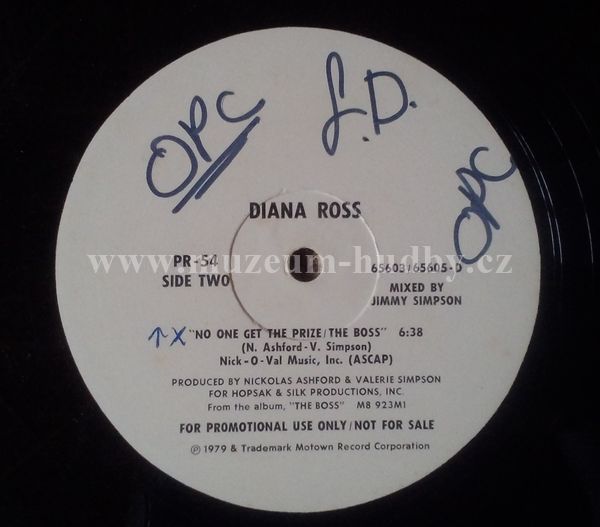 OPC
S.D.
OPC
DIANA ROSS
www.muzeum-hudby.cz
PR-54
SIDE TWO
65603165605-D
MIXED BY
JIMMY SIMPSON
↑X "NO ONE GET THE PRIZE/THE BOSS" 6:38
(N. Ashford-V. Simpson)
Nick-O-Val Music, Inc. (ASCAP)
PRODUCED BY NICKOLAS ASHFORD & VALERIE SIMPSON
FOR HOPSAK & SILK PRODUCTIONS, INC.
From the album, "THE BOSS" M8 923M1
FOR PROMOTIONAL USE ONLY/NOT FOR SALE
℗ 1979 & Trademark Motown Record Corporation